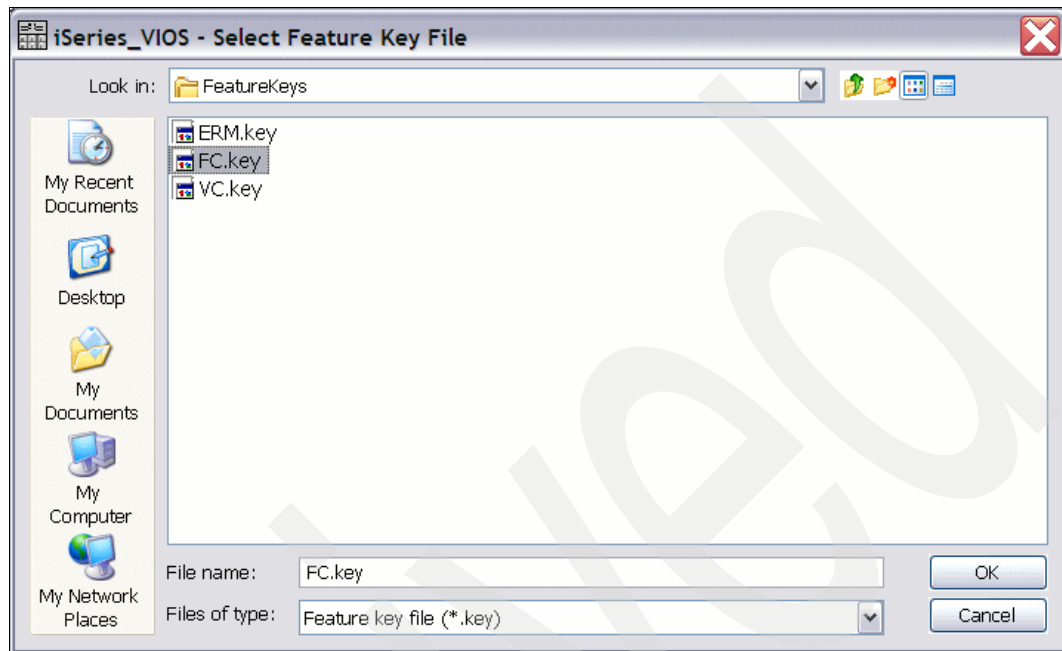 iSeries_VIOS - Select Feature Key File
Look in:
FeatureKeys
My Recent
Documents
Desktop
My
Documents
My
Computer
My Network
Places
ERM.key
FC.key
VC.key
File name:
FC.key
OK
Files of type:
Feature key file (*.key)
Cancel